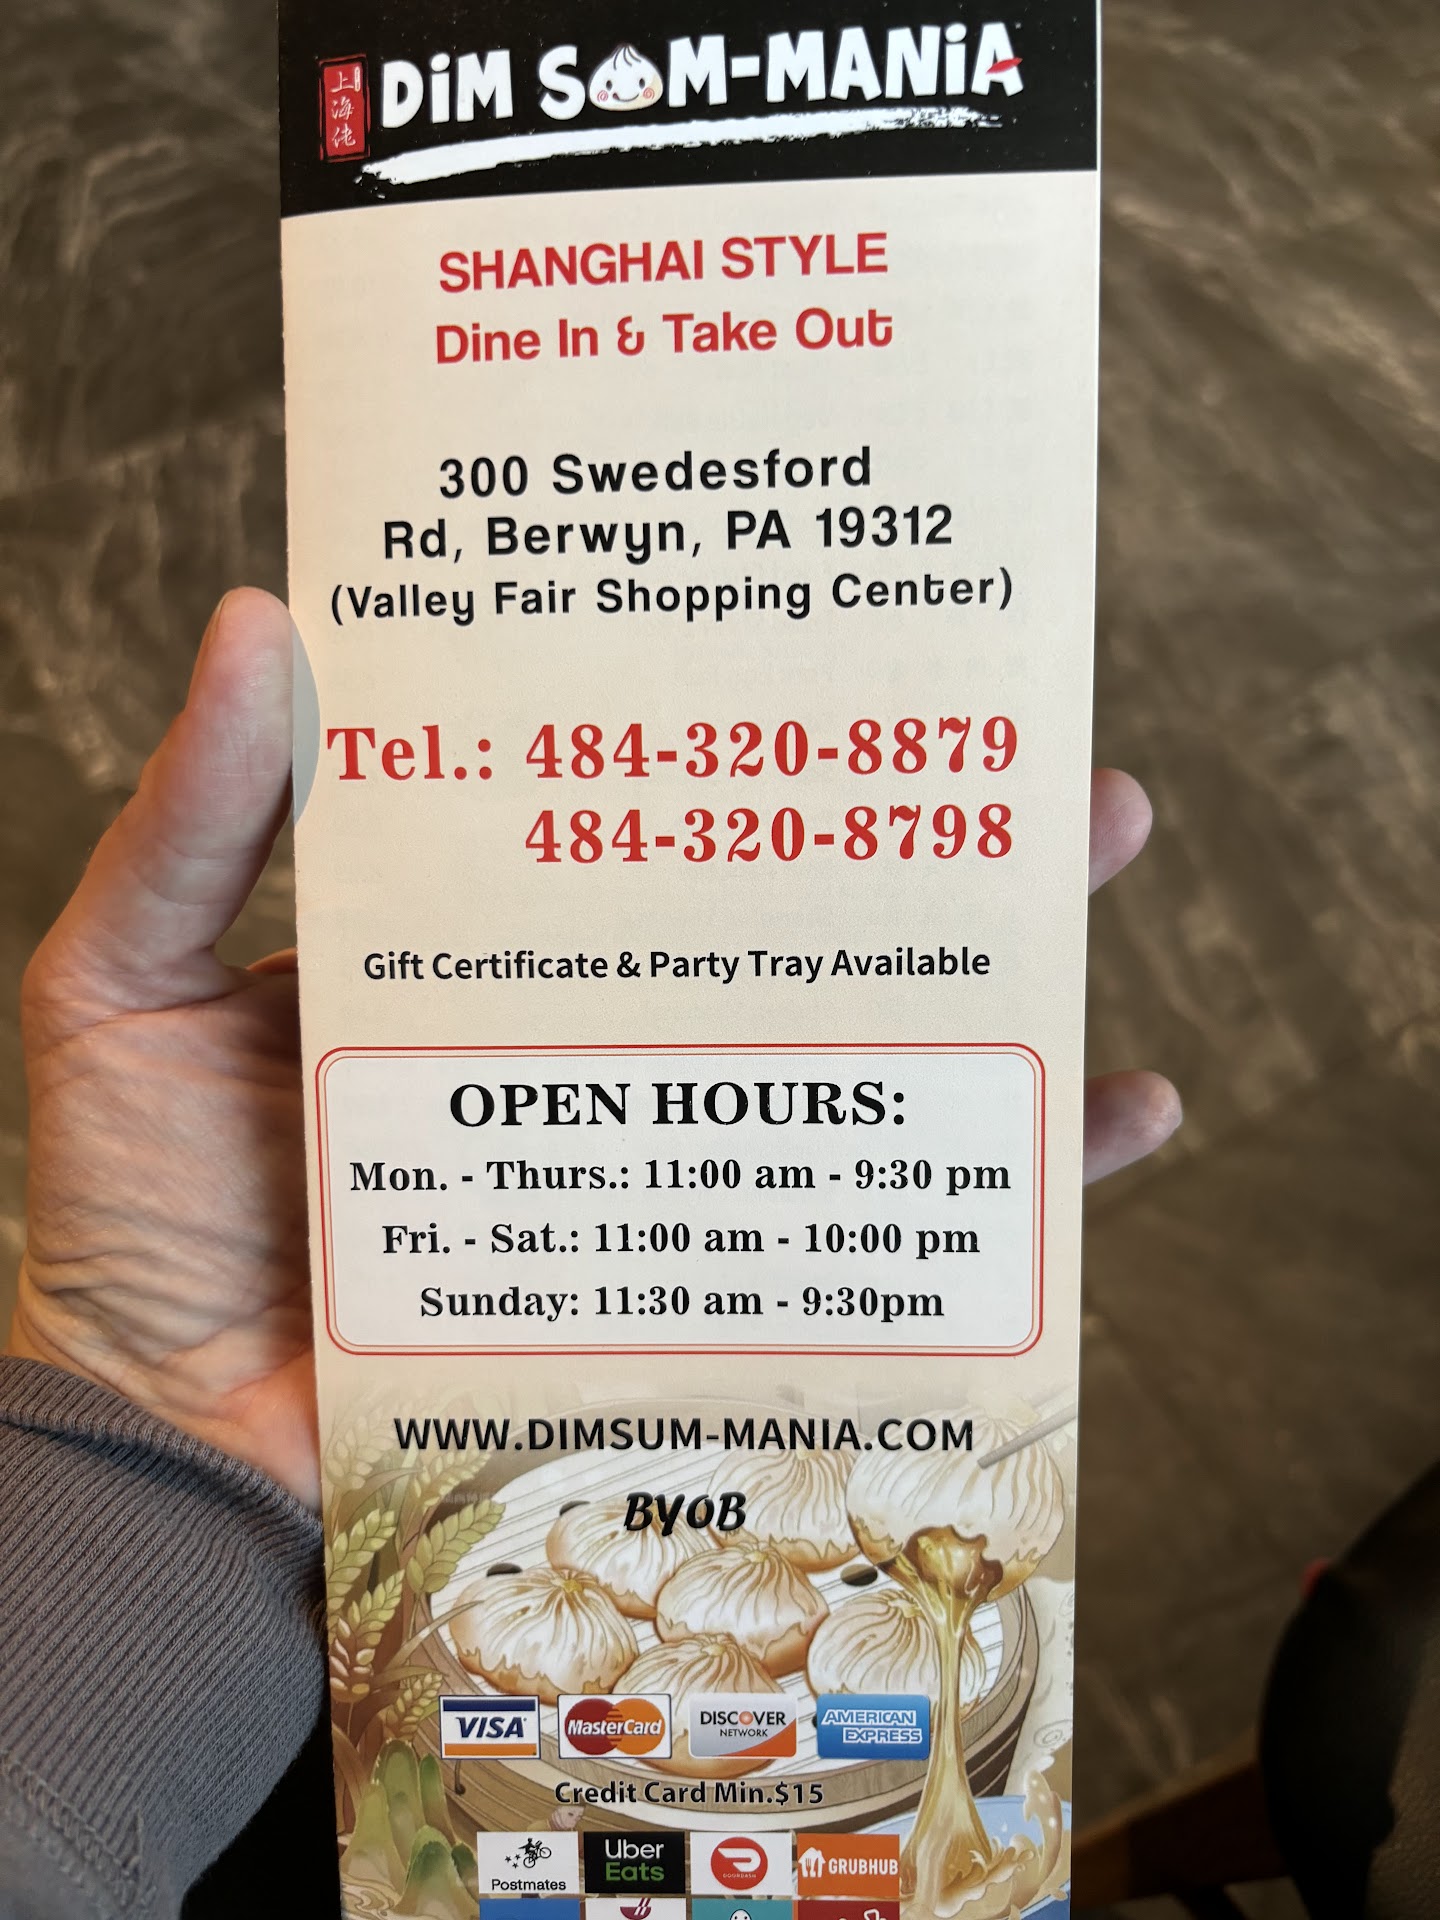 上海佬
DiM SUM-MANiA
SHANGHAI STYLE
Dine In & Take Out
300 Swedesford
Rd, Berwyn, PA 19312
(Valley Fair Shopping Center)
Tel.: 484-320-8879
484-320-8798
Gift Certificate & Party Tray Available
OPEN HOURS:
Mon. - Thurs.: 11:00 am - 9:30 pm
Fri. - Sat.: 11:00 am - 10:00 pm
Sunday: 11:30 am - 9:30pm
WWW.DIMSUM-MANIA.COM
BYOB
VISA MasterCard DISCOVER NETWORK AMERICAN EXPRESS
Credit Card Min.$15
Postmates Uber Eats DOORDASH GRUBHUB